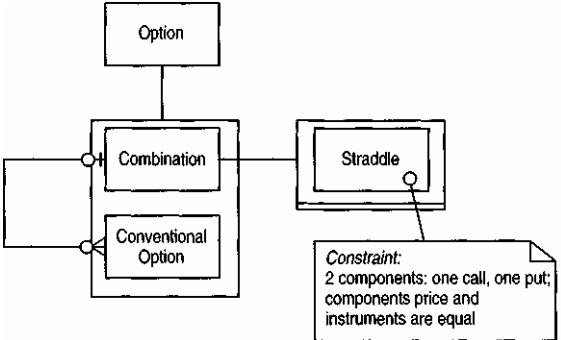 Option
Combination
Straddle
Conventional
Option
Constraint:
2 components: one call, one put;
components price and
instruments are equal